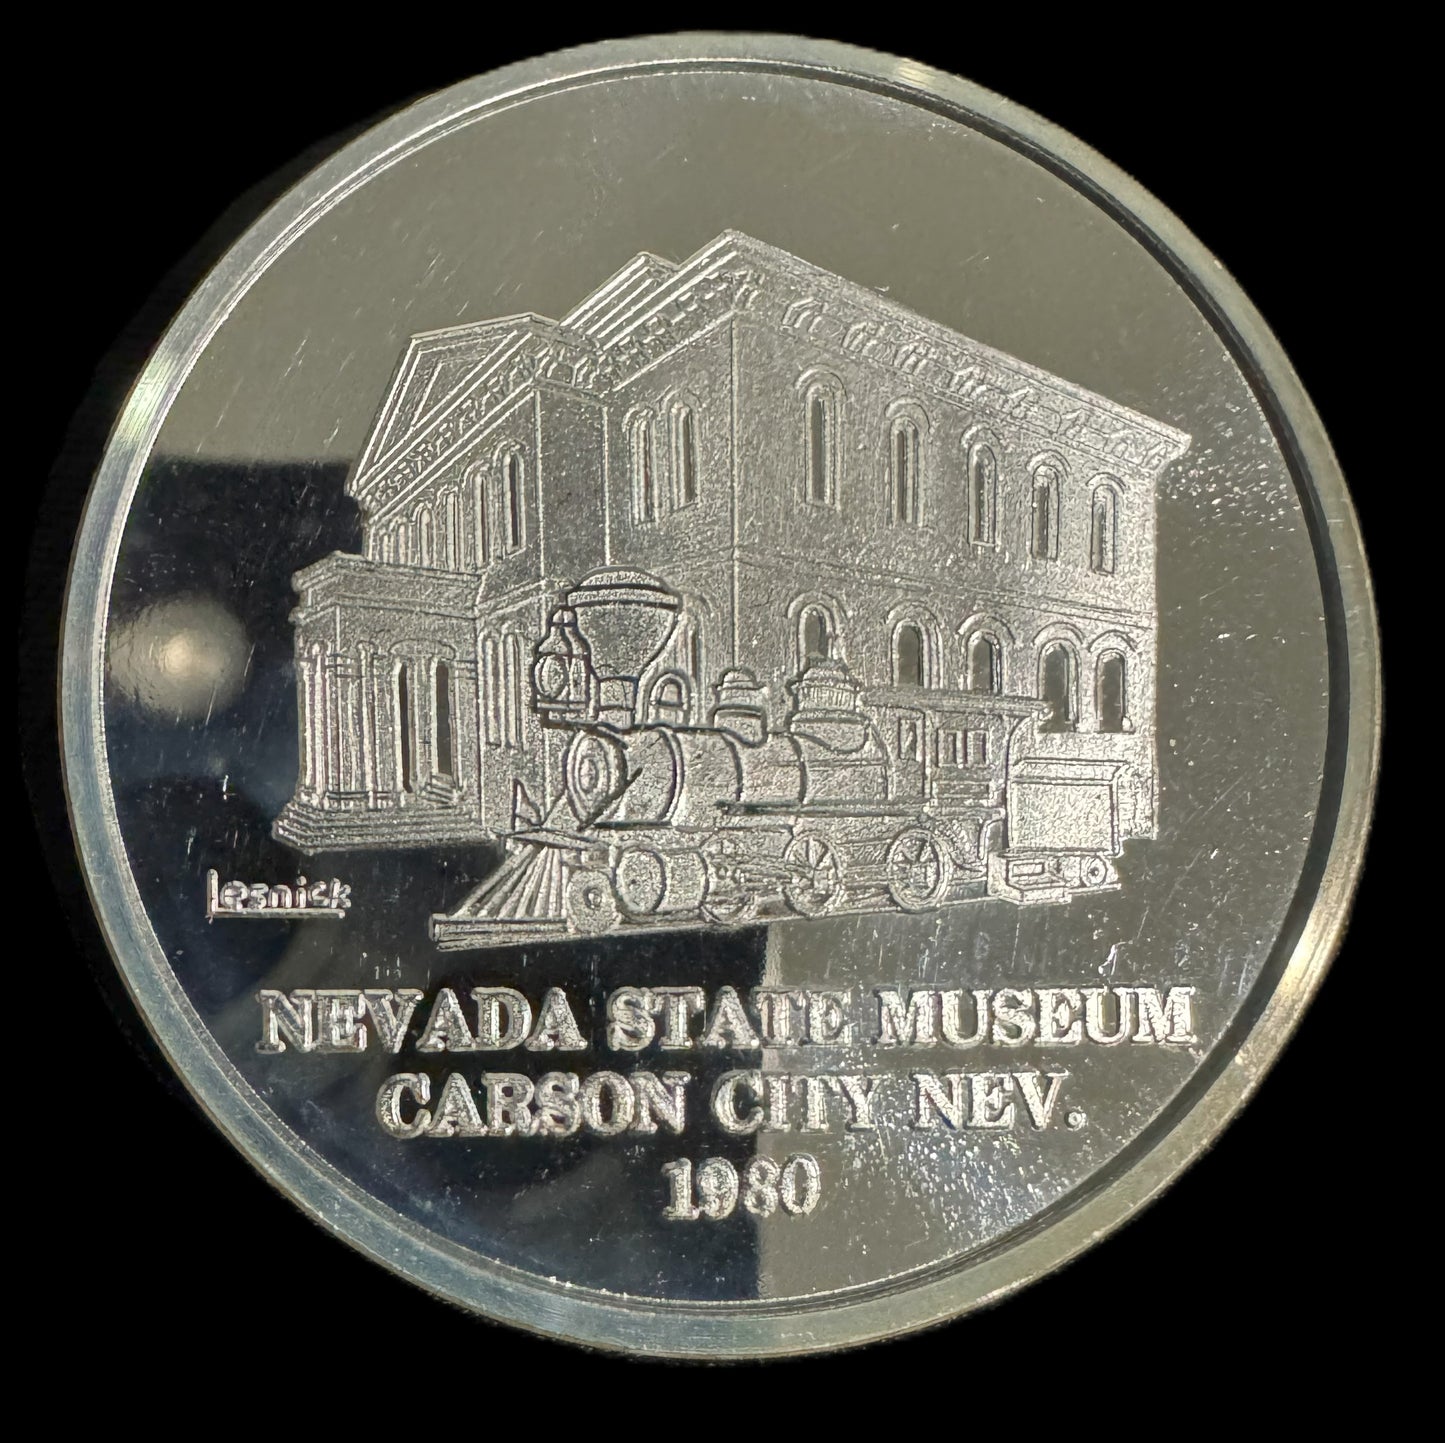 Lesnick
NEVADA STATE MUSEUM
CARSON CITY NEV.
1980